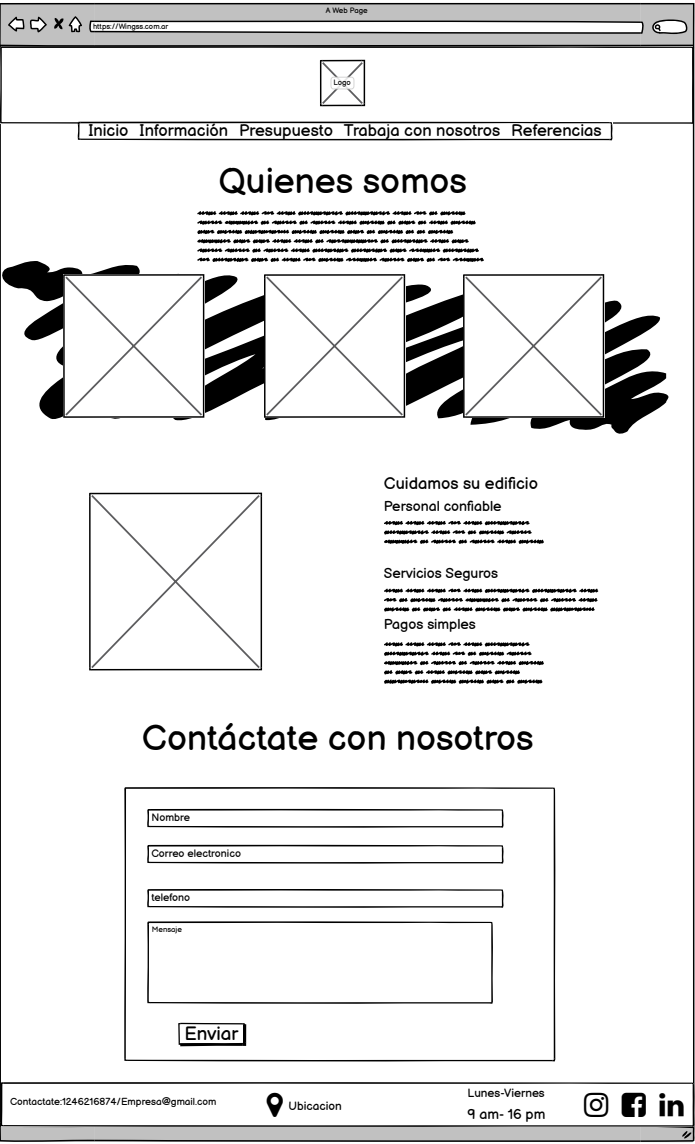 A Web Page
https://Wingss.com.ar
Logo
Inicio Información Presupuesto Trabaja con nosotros Referencias
Quienes somos
Cuidamos su edificio
Personal confiable
Servicios Seguros
Pagos simples
Contáctate con nosotros
Nombre
Correo electronico
telefono
Mensaje
Enviar
Contactate:1246216874/Empresa@gmail.com
Ubicacion
Lunes-Viernes
9 am- 16 pm
in